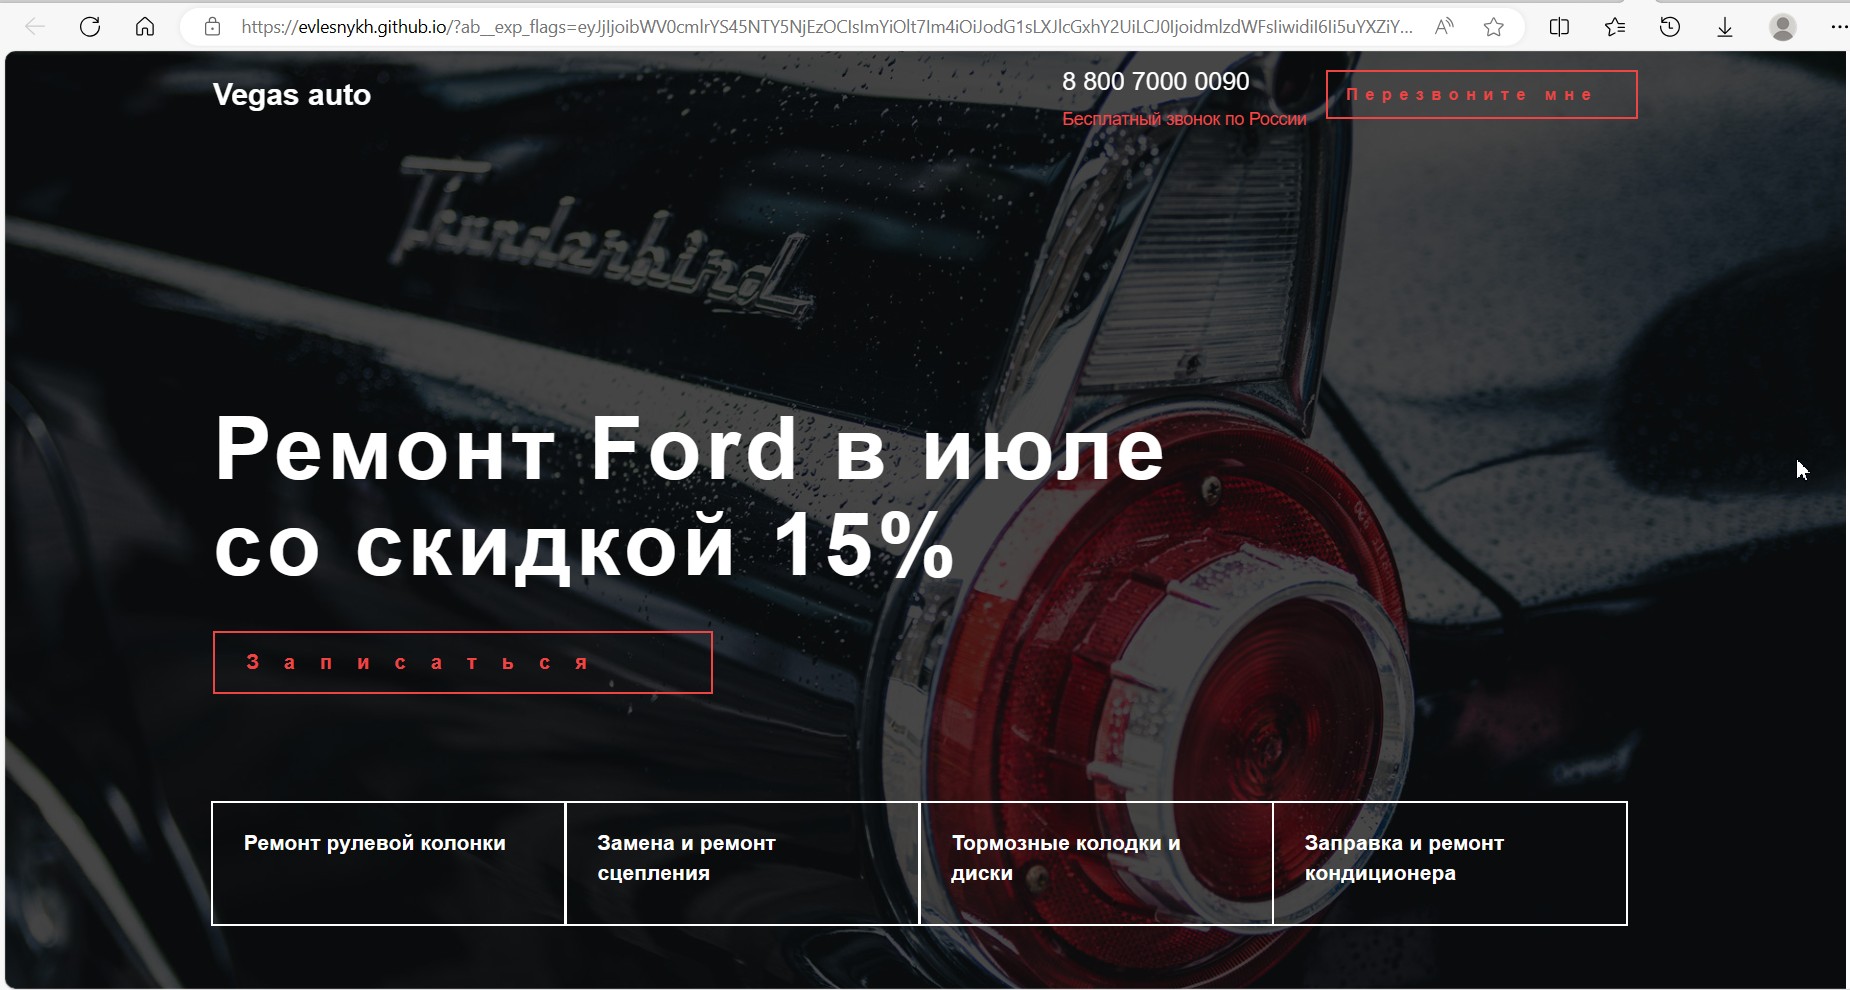 https://evlesnykh.github.io/?ab__exp_flags=eyJjIjoibWV0cmlrYS45NTY5NjEzOCIsImYiOlt7Im4iOiJodG1sLXJlcGxhY2UiLCJ0IjoidmlzdWFsIiwidiI6Ii5uYXZiY...
Vegas auto
8 800 7000 0090
Бесплатный звонок по России
Перезвоните мне
Thunderbird
Ремонт Ford в июле
со скидкой 15%
Записаться
Ремонт рулевой колонки
Замена и ремонт
сцепления
Тормозные колодки и
диски
Заправка и ремонт
кондиционера